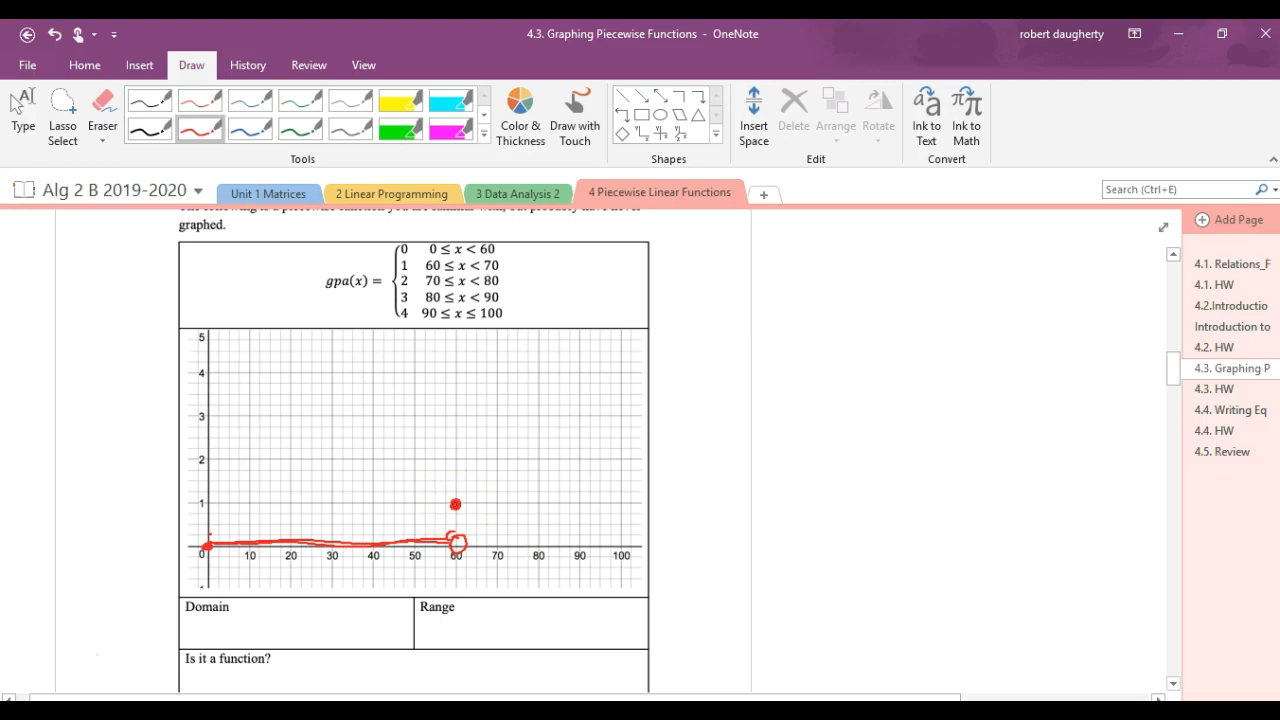 4.3. Graphing Piecewise Functions - OneNote
robert daugherty
File Home Insert Draw History Review View
Type
Lasso Select
Eraser
Color & Thickness
Draw with Touch
Insert Space
Delete
Arrange
Rotate
Ink to Text
Ink to Math
Tools
Shapes
Edit
Convert
Alg 2 B 2019-2020
Unit 1 Matrices
2 Linear Programming
3 Data Analysis 2
4 Piecewise Linear Functions
Search (Ctrl+E)
Add Page
graphed.
gpa(x) =
0 0 ≤ x < 60
1 60 ≤ x < 70
2 70 ≤ x < 80
3 80 ≤ x < 90
4 90 ≤ x ≤ 100
5
4
3
2
1
0 10 20 30 40 50 60 70 80 90 100
Domain
Range
Is it a function?
4.1. Relations_F
4.1. HW
4.2.Introductio
Introduction to
4.2. HW
4.3. Graphing P
4.3. HW
4.4. Writing Eq
4.4. HW
4.5. Review